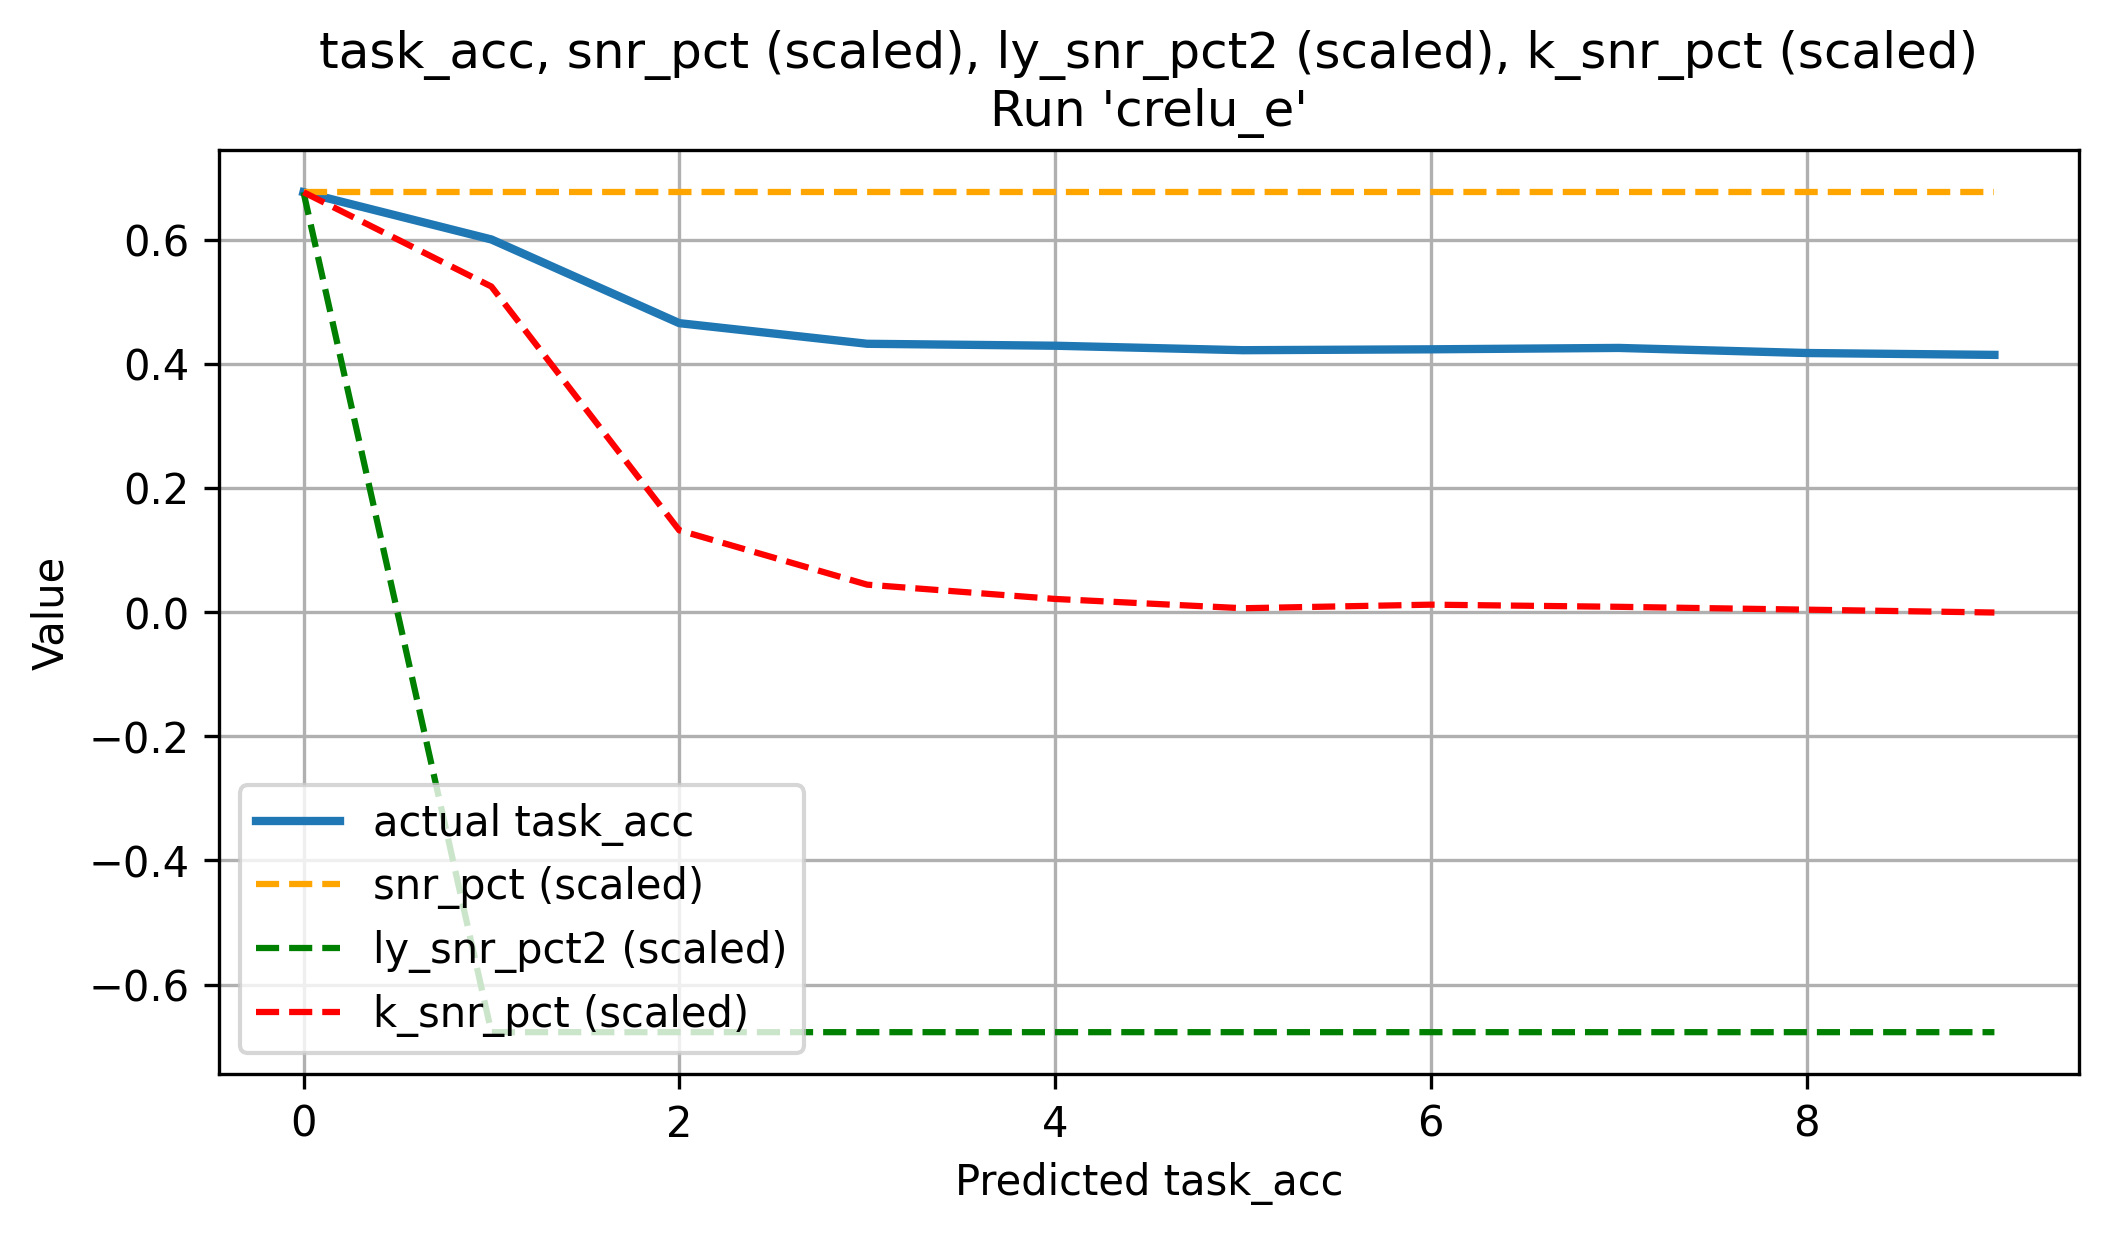 task_acc, snr_pct (scaled), ly_snr_pct2 (scaled), k_snr_pct (scaled)
Run 'crelu_e'
Value
0.6
0.4
0.2
0.0
−0.2
−0.4
−0.6
actual task_acc
snr_pct (scaled)
ly_snr_pct2 (scaled)
k_snr_pct (scaled)
0 2 4 6 8
Predicted task_acc